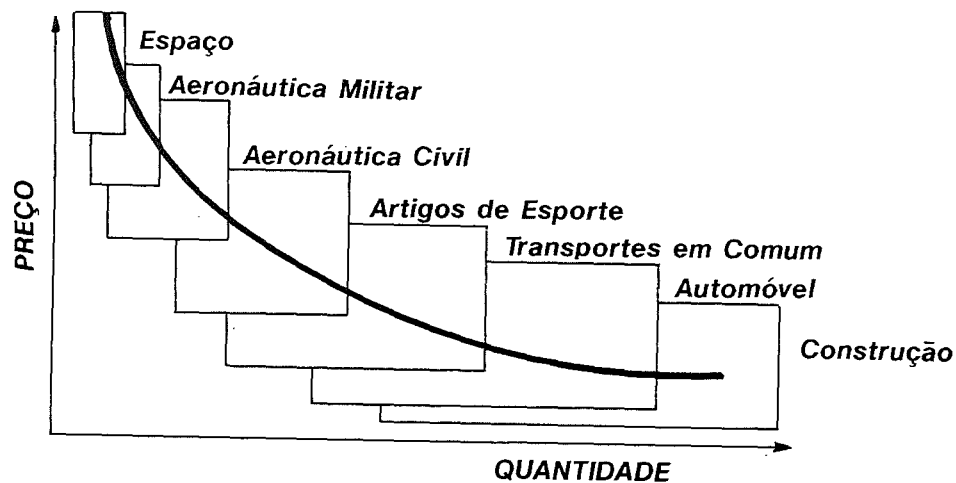 Espaço
Aeronáutica Militar
Aeronáutica Civil
Artigos de Esporte
Transportes em Comum
Automóvel
Construção
PREÇO
QUANTIDADE